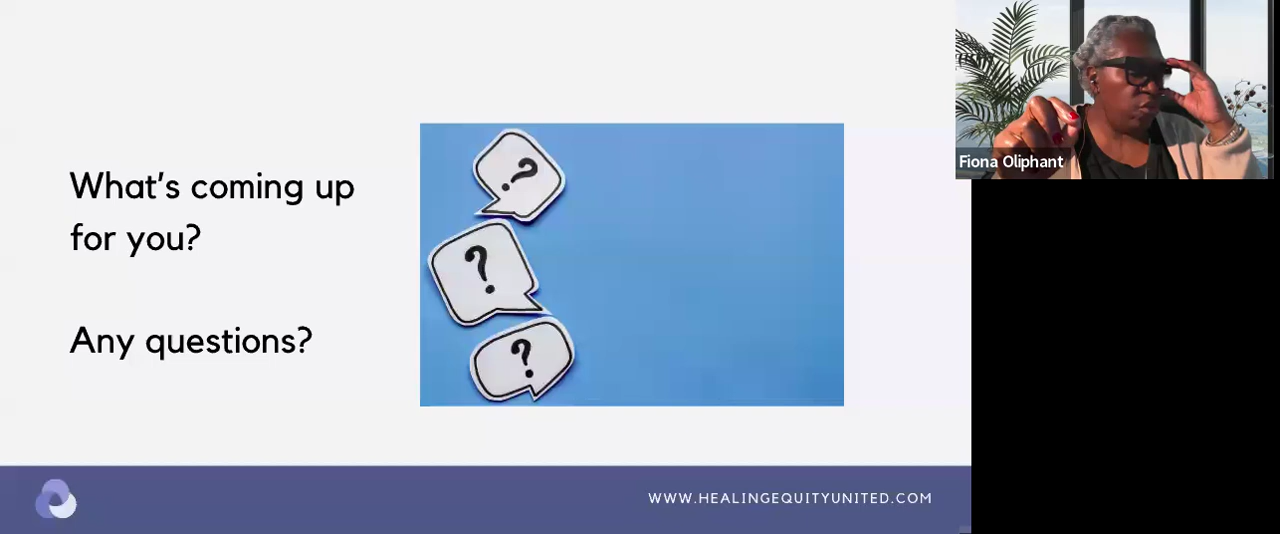 What's coming up
for you?
Any questions?
?
?
?
Fiona Oliphant
WWW.HEALINGEQUITYUNITED.COM